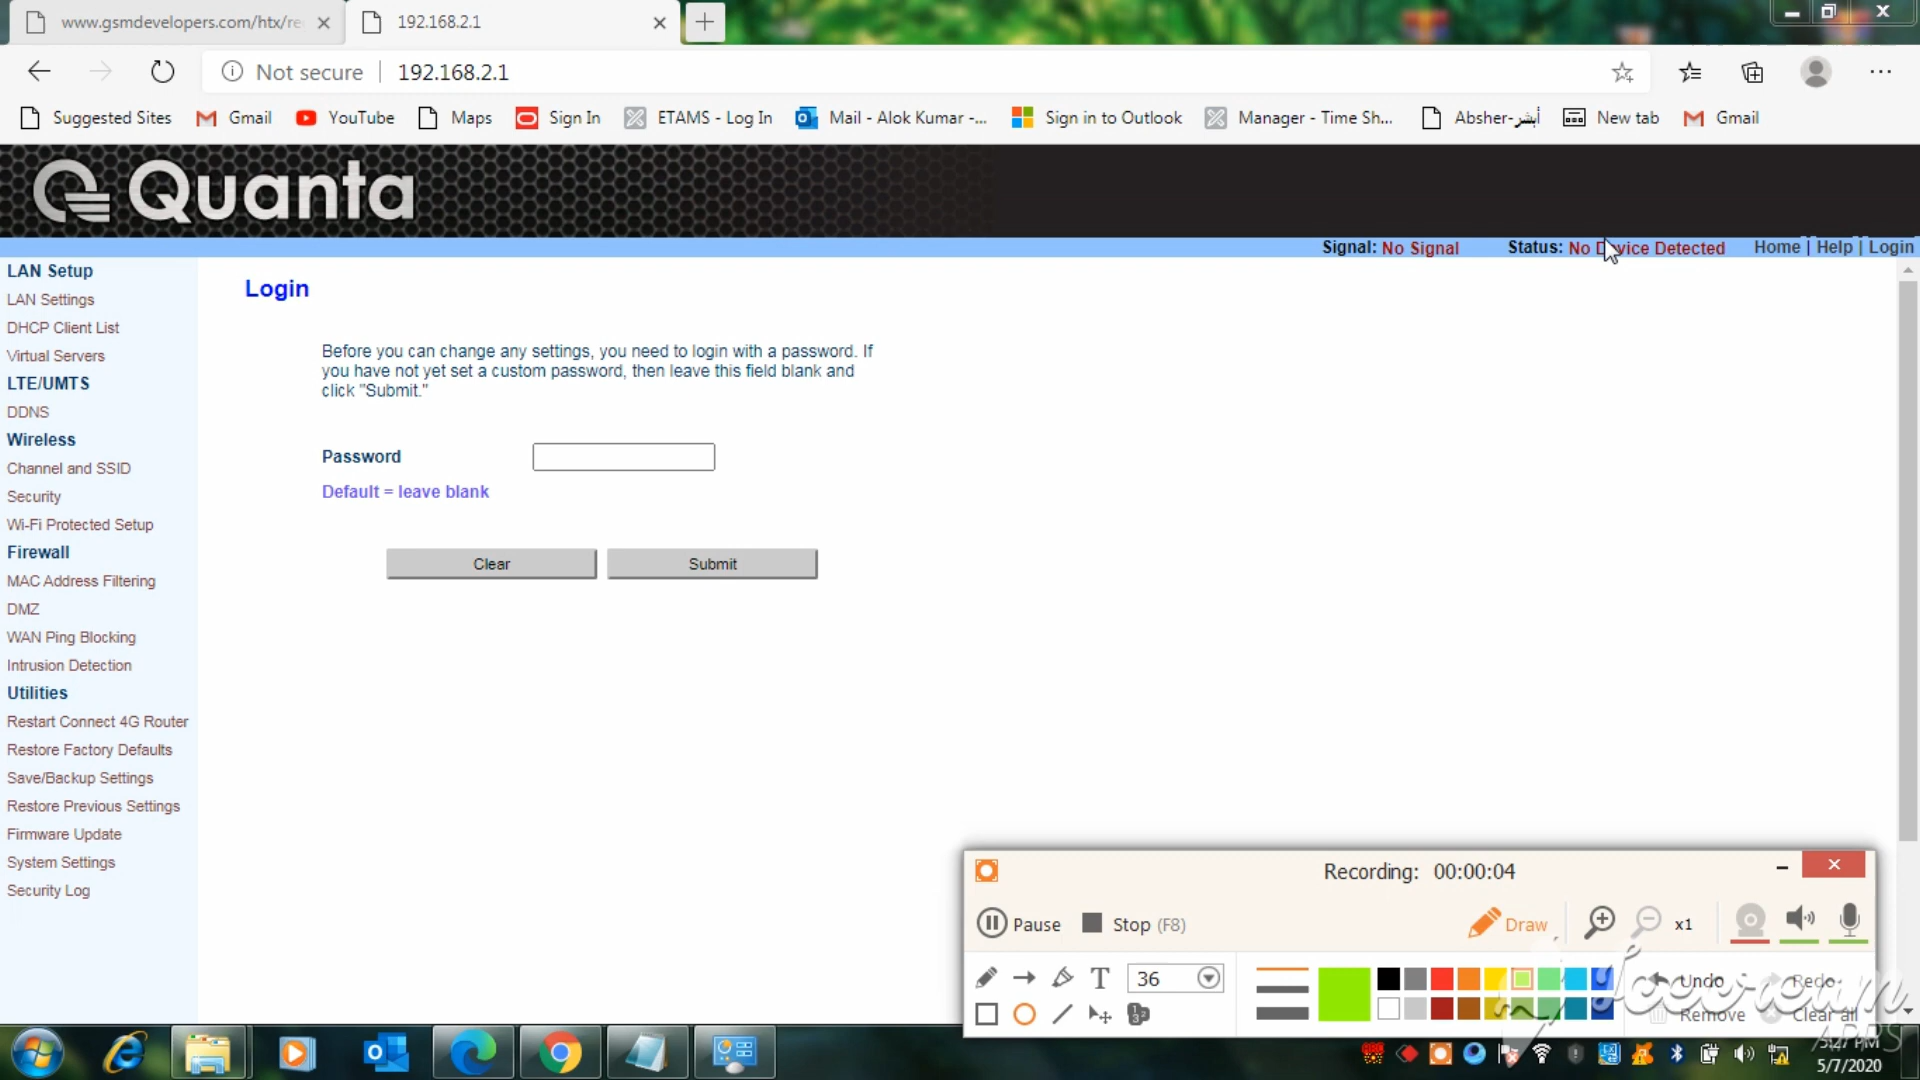 www.gsmdevelopers.com/htx/re
192.168.2.1
Not secure
192.168.2.1
Suggested Sites
Gmail
YouTube
Maps
Sign In
ETAMS - Log In
Mail - Alok Kumar -...
Sign in to Outlook
Manager - Time Sh...
Absher-أبشر
New tab
Gmail
Quanta
Signal: No Signal
Status: No Device Detected
Home | Help | Login
LAN Setup
LAN Settings
DHCP Client List
Virtual Servers
LTE/UMTS
DDNS
Wireless
Channel and SSID
Security
Wi-Fi Protected Setup
Firewall
MAC Address Filtering
DMZ
WAN Ping Blocking
Intrusion Detection
Utilities
Restart Connect 4G Router
Restore Factory Defaults
Save/Backup Settings
Restore Previous Settings
Firmware Update
System Settings
Security Log
Login
Before you can change any settings, you need to login with a password. If
you have not yet set a custom password, then leave this field blank and
click "Submit."
Password
Default = leave blank
Clear
Submit
Recording: 00:00:04
Pause
Stop (F8)
Draw
x1
T
36
Undo
Redo
Remove
Clear all
APPS
5:27 PM
5/7/2020